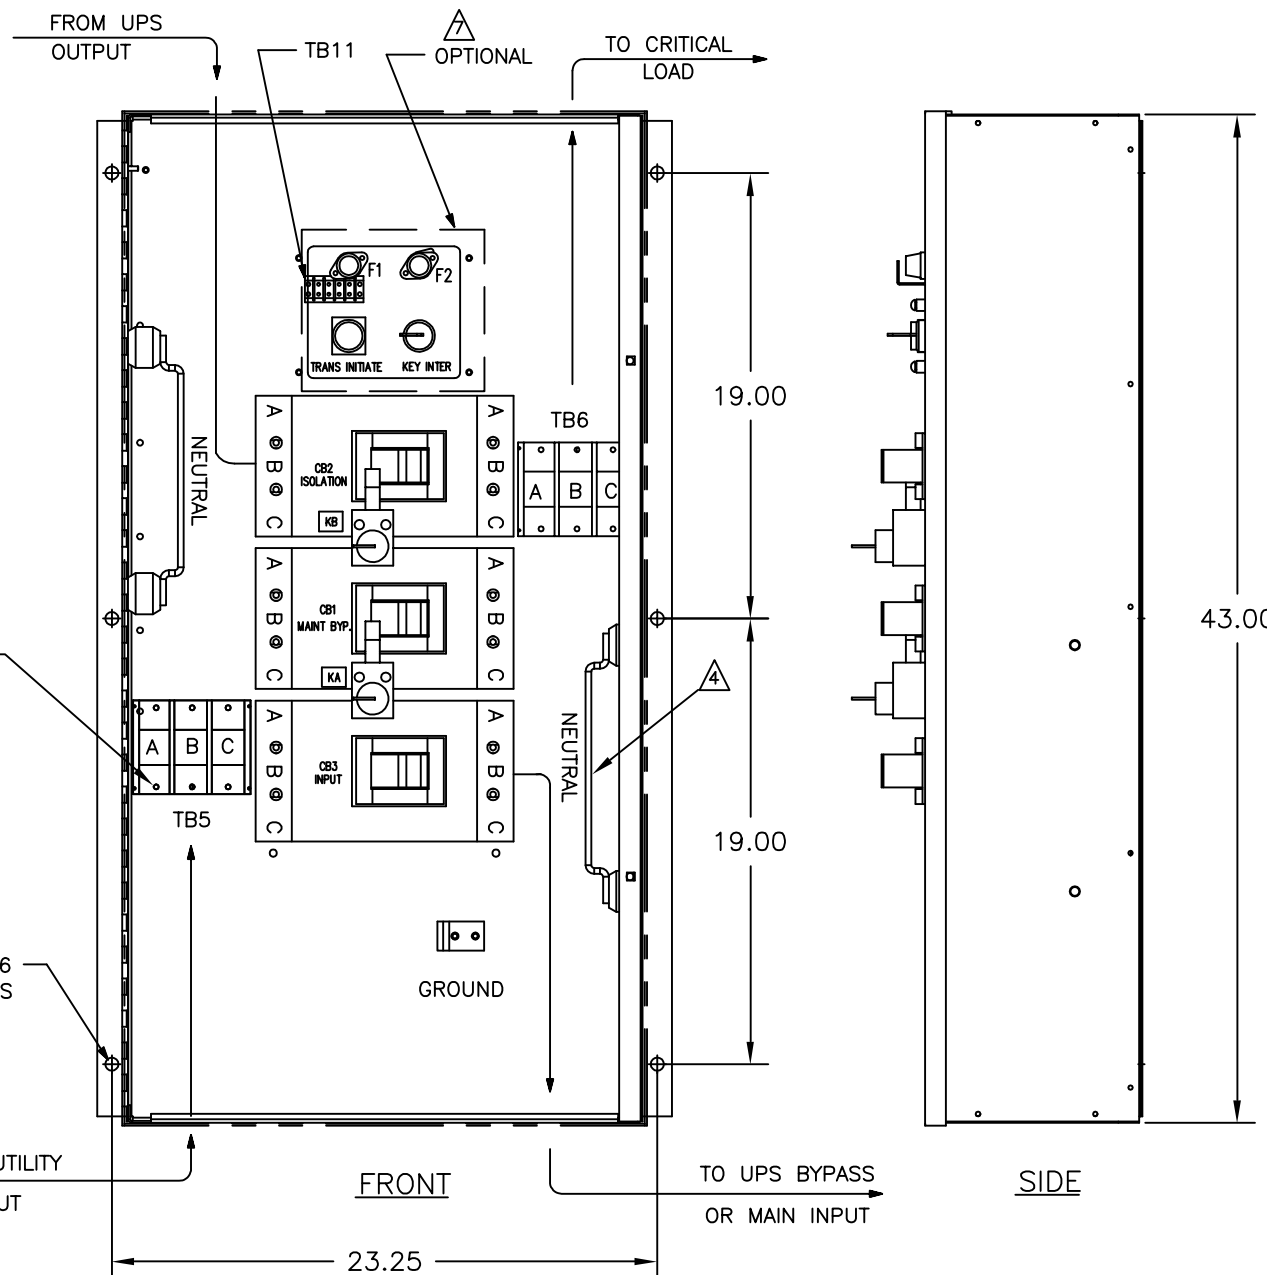 FROM UPS
OUTPUT
TB11
7
OPTIONAL
TO CRITICAL
LOAD
F1
F2
TRANS INITIATE
KEY INTER
19.00
43.00
NEUTRAL
A
B
C
CB2
ISOLATION
KB
A
B
C
TB6
A
B
C
A
B
C
CB1
MAINT BYP.
KA
A
B
C
4
NEUTRAL
A
B
C
TB5
A
B
C
CB3
INPUT
A
B
C
19.00
6
S
GROUND
UTILITY
UT
FRONT
TO UPS BYPASS
OR MAIN INPUT
SIDE
23.25